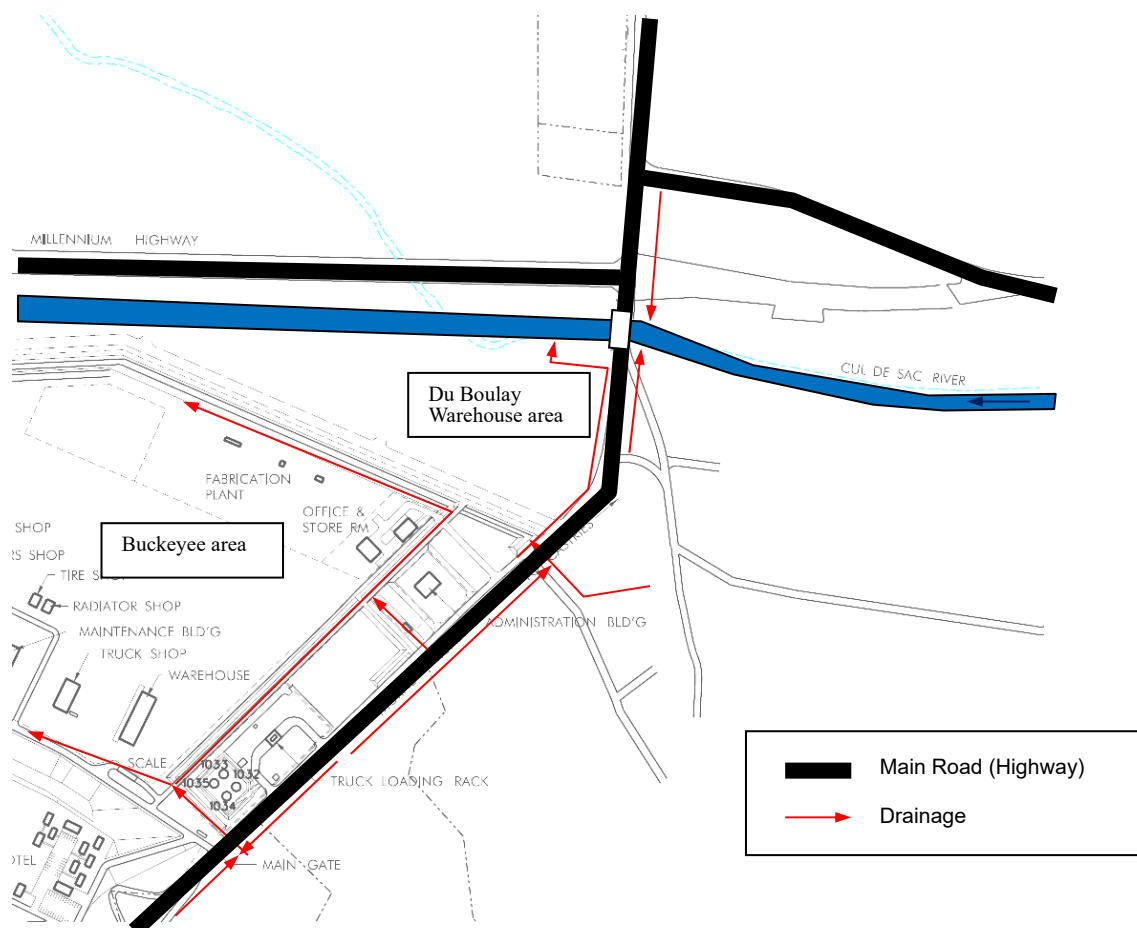 MILLENNIUM HIGHWAY
CUL DE SAC RIVER
Du Boulay
Warehouse area
FABRICATION
PLANT
OFFICE &
STORE RM
Buckeyee area
SHOP
RS SHOP
TIRE
RADIATOR SHOP
MAINTENANCE BLD'G
TRUCK SHOP
WAREHOUSE
ADMINISTRATION BLD'G
SCALE
1033
1032
1035
1034
TRUCK LOADING RACK
MAIN GATE
Main Road (Highway)
Drainage